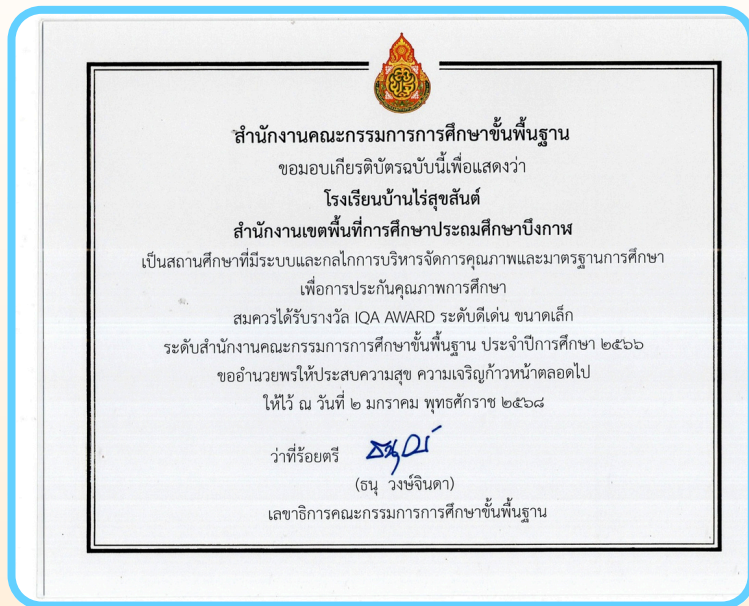 สำนักงานคณะกรรมการการศึกษาขั้นพื้นฐาน
ขอมอบเกียรติบัตรฉบับนี้เพื่อแสดงว่า
โรงเรียนบ้านไร่สุขสันต์
สำนักงานเขตพื้นที่การศึกษาประถมศึกษาบึงกาฬ
เป็นสถานศึกษาที่มีระบบและกลไกการบริหารจัดการคุณภาพและมาตรฐานการศึกษา
เพื่อการประกันคุณภาพการศึกษา
สมควรได้รับรางวัล IQA AWARD ระดับดีเด่น ขนาดเล็ก
ระดับสำนักงานคณะกรรมการการศึกษาขั้นพื้นฐาน ประจำปีการศึกษา ๒๕๖๖
ขออำนวยพรให้ประสบความสุข ความเจริญก้าวหน้าตลอดไป
ให้ไว้ ณ วันที่ ๒ มกราคม พุทธศักราช ๒๕๖๘
ว่าที่ร้อยตรี
(ธนุ วงษ์จินดา)
เลขาธิการคณะกรรมการการศึกษาขั้นพื้นฐาน